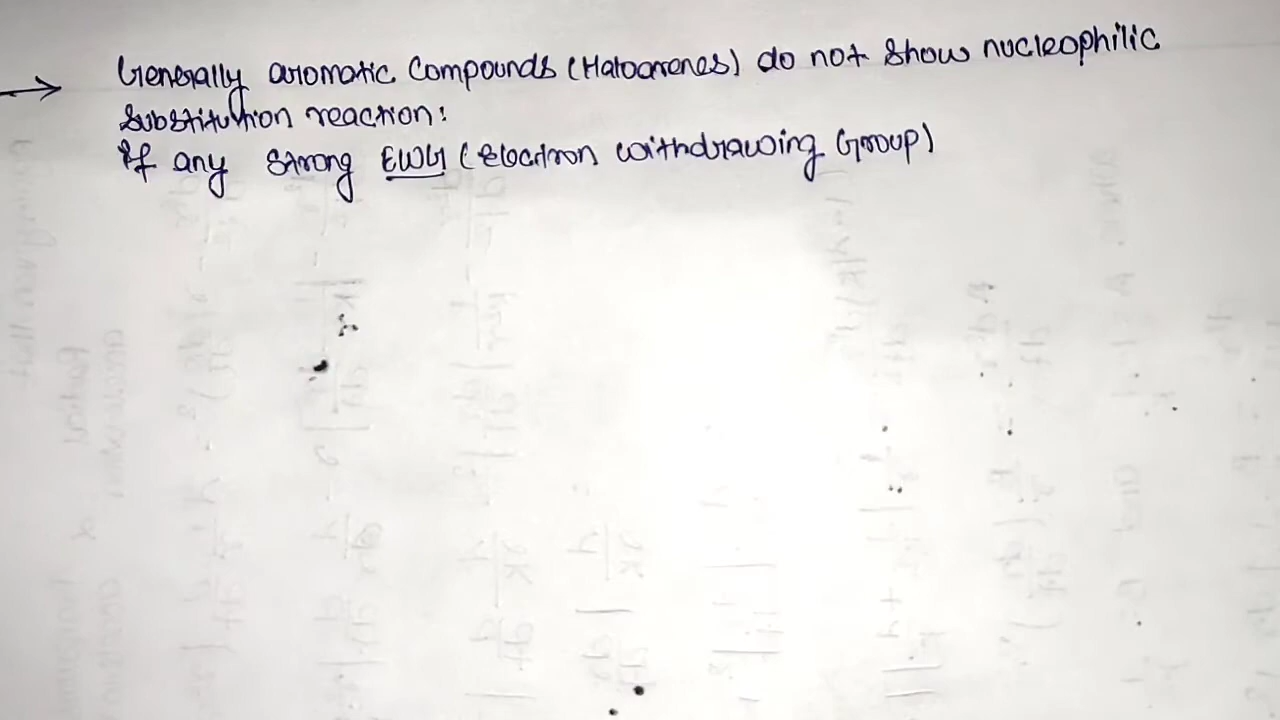 → Generally aromatic Compounds (Haloarenes) do not show nucleophilic
Substitution reaction:
If any strong EWG (electron withdrawing Group)